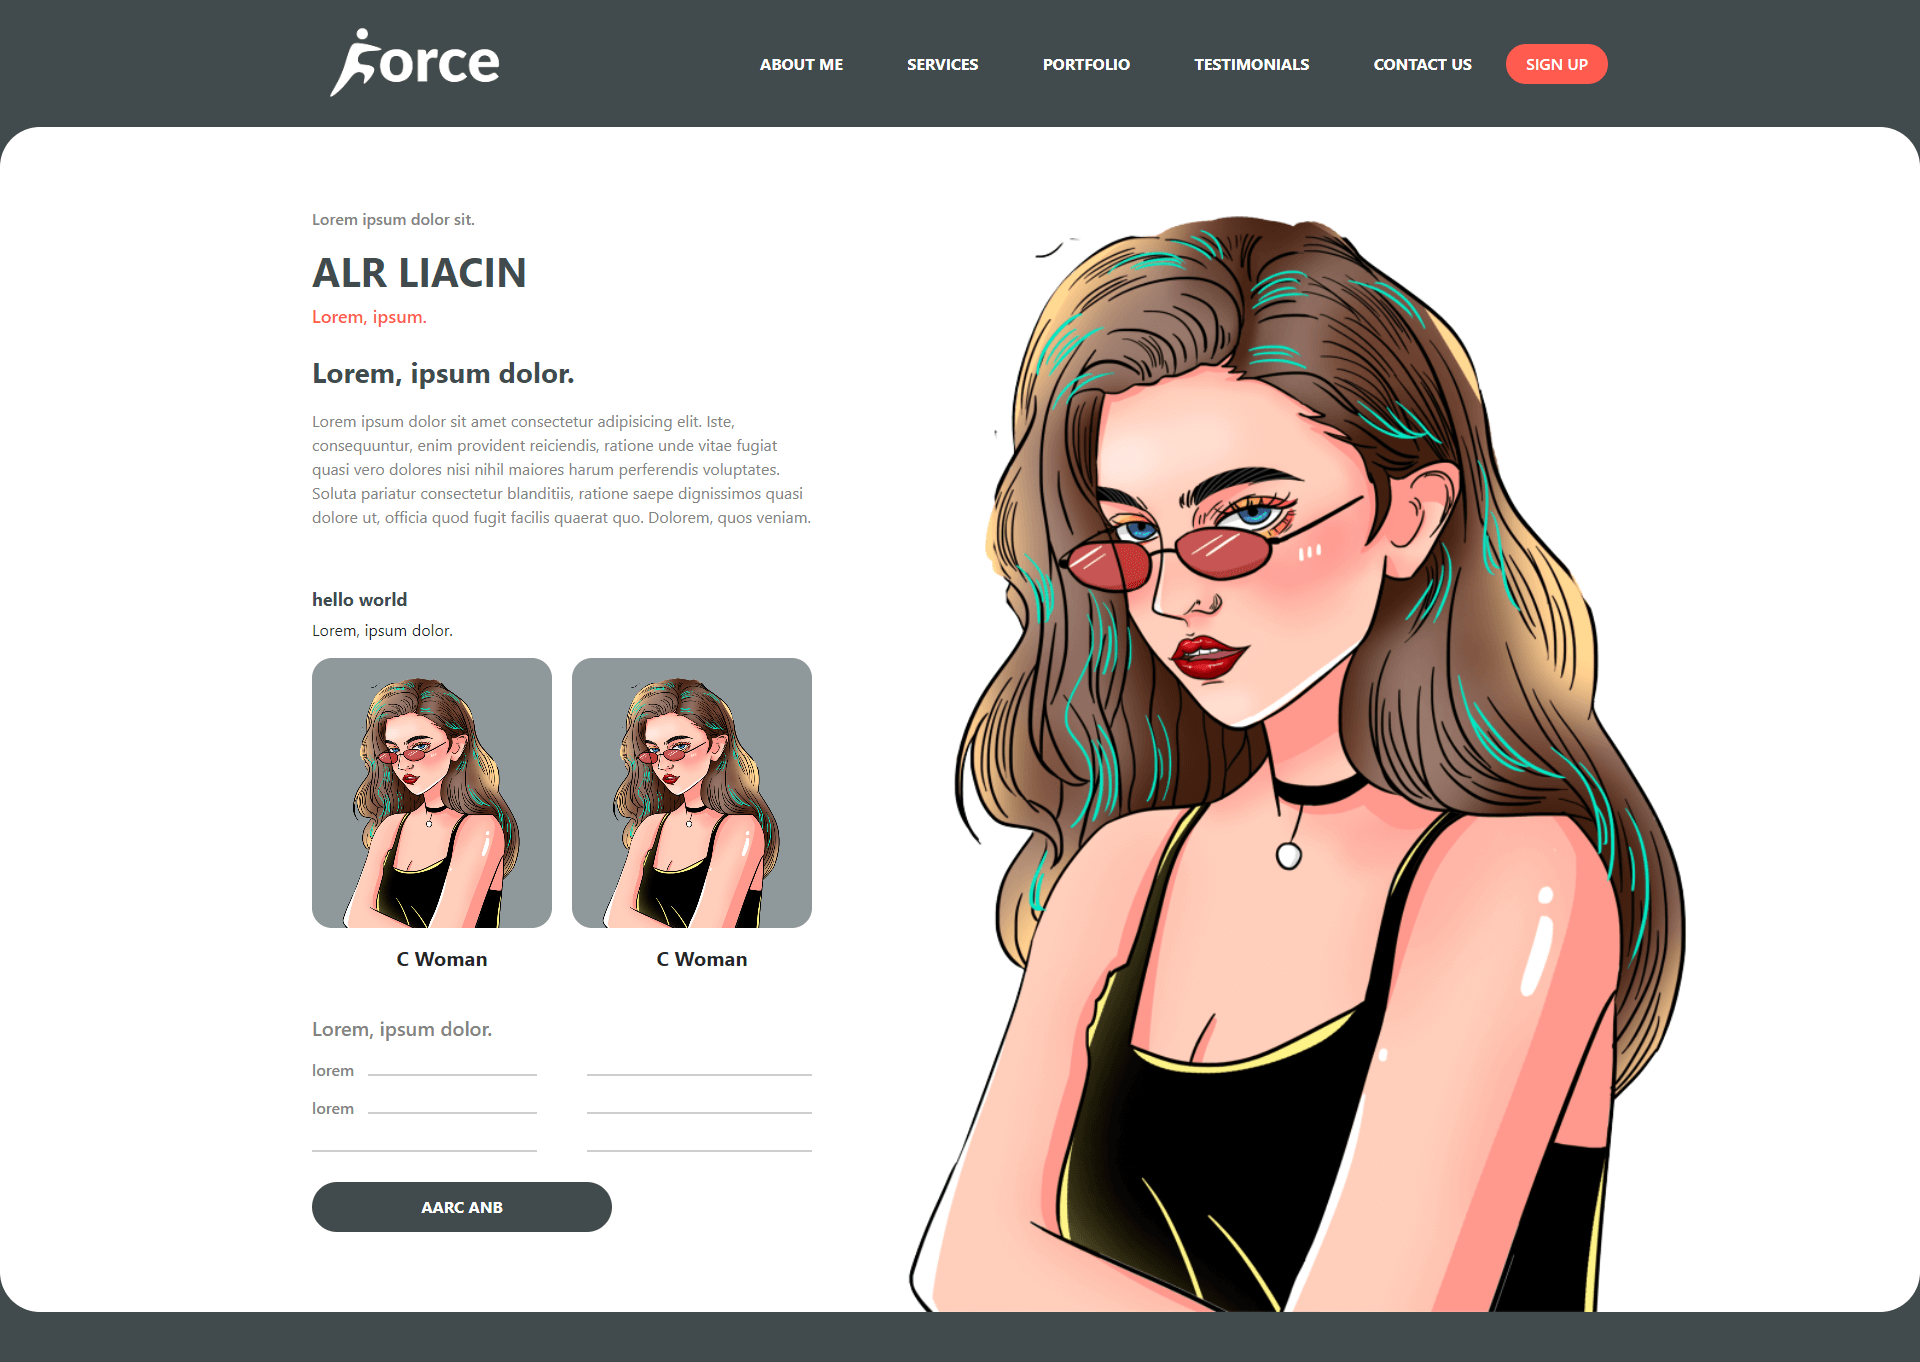 Force
ABOUT ME
SERVICES
PORTFOLIO
TESTIMONIALS
CONTACT US
SIGN UP
Lorem ipsum dolor sit.
ALR LIACIN
Lorem, ipsum.
Lorem, ipsum dolor.
Lorem ipsum dolor sit amet consectetur adipisicing elit. Iste,
consequuntur, enim provident reiciendis, ratione unde vitae fugiat
quasi vero dolores nisi nihil maiores harum perferendis voluptates.
Soluta pariatur consectetur blanditiis, ratione saepe dignissimos quasi
dolore ut, officia quod fugit facilis quaerat quo. Dolorem, quos veniam.
hello world
Lorem, ipsum dolor.
C Woman
C Woman
Lorem, ipsum dolor.
lorem
lorem
AARC ANB